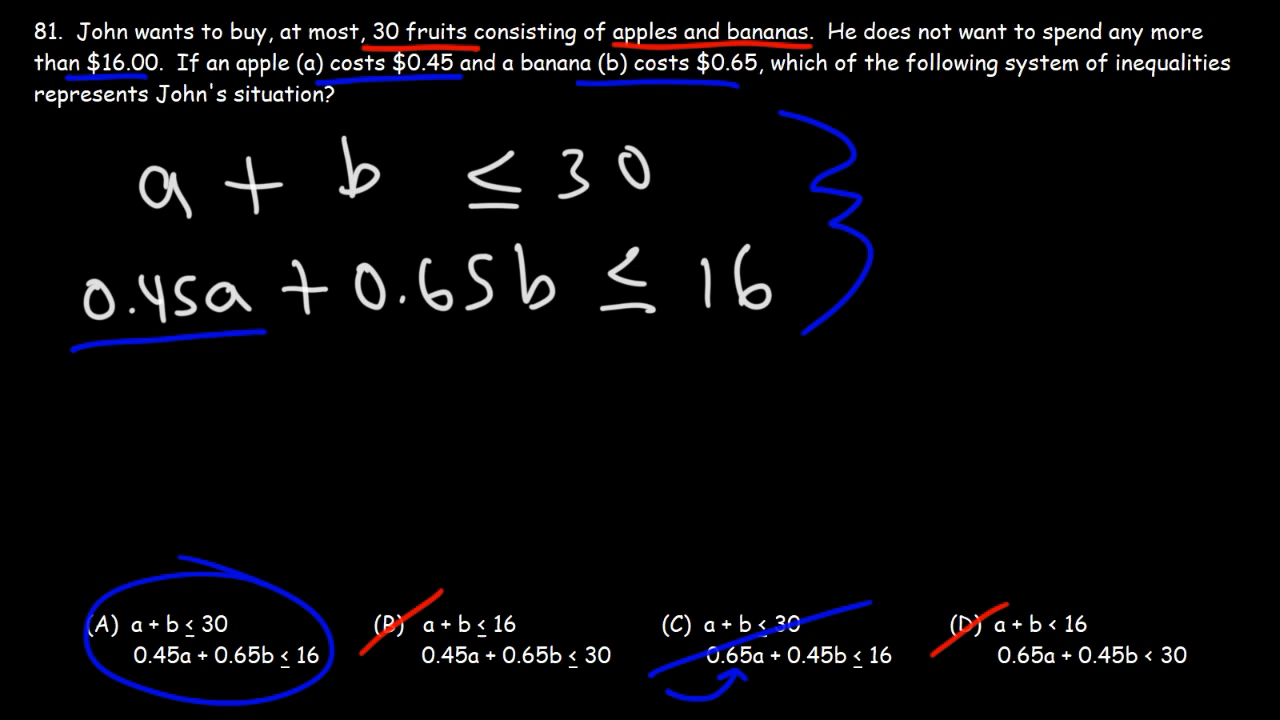 81. John wants to buy, at most, 30 fruits consisting of apples and bananas. He does not want to spend any more
than $16.00. If an apple (a) costs $0.45 and a banana (b) costs $0.65, which of the following system of inequalities
represents John's situation?
a + b ≤ 30
0.45a + 0.65b ≤ 16
(A) a + b ≤ 30
0.45a + 0.65b ≤ 16
(B) a + b ≤ 16
0.45a + 0.65b ≤ 30
(C) a + b ≤ 30
0.65a + 0.45b ≤ 16
(D) a + b < 16
0.65a + 0.45b < 30